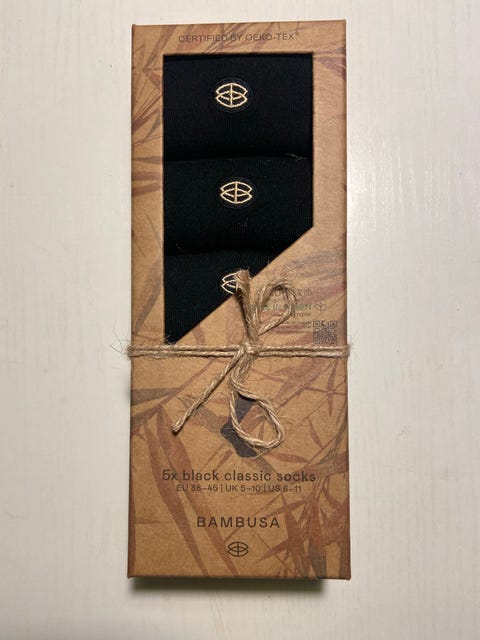 CERTIFIED BY OEKO-TEX®
5x black classic socks
EU 38–45 | UK 5–10 | US 6–11
BAMBUSA